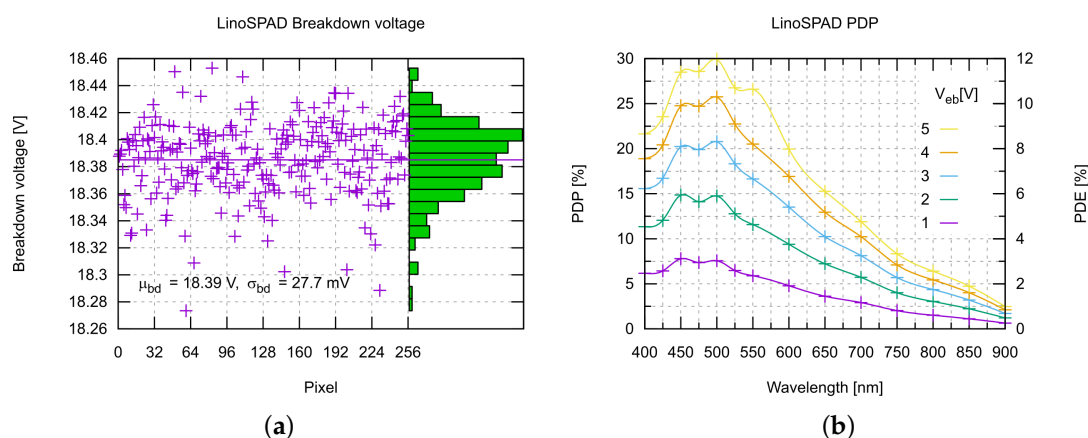 LinoSPAD Breakdown voltage
Breakdown voltage [V]
18.46
18.44
18.42
18.4
18.38
18.36
18.34
18.32
18.3
18.28
18.26
μbd = 18.39 V, σbd = 27.7 mV
0 32 64 96 128 160 192 224 256
Pixel
(a)
LinoSPAD PDP
PDP [%]
30
25
20
15
10
5
0
Veb[V]
5
4
3
2
1
12
10
8
6
4
2
0
PDE [%]
400 450 500 550 600 650 700 750 800 850 900
Wavelength [nm]
(b)